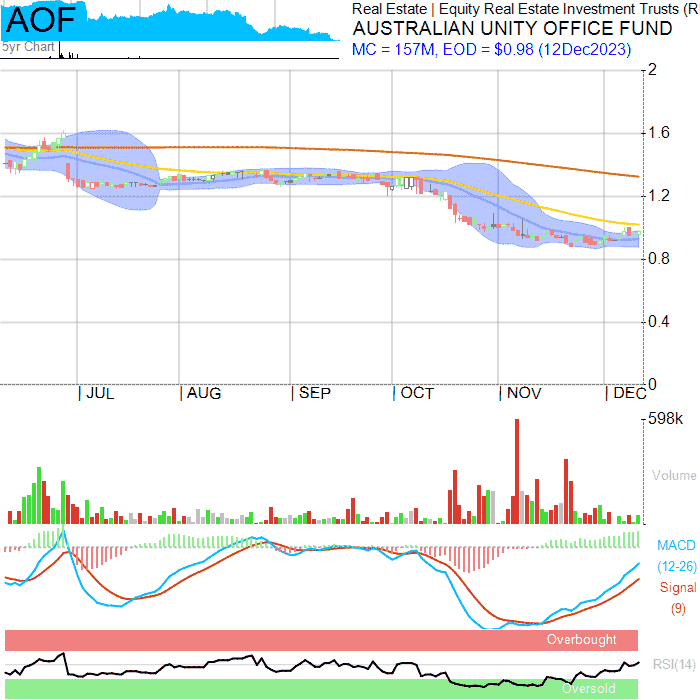 AOF
5yr Chart
Real Estate | Equity Real Estate Investment Trusts (R
AUSTRALIAN UNITY OFFICE FUND
MC = 157M, EOD = $0.98 (12Dec2023)
2
1.6
1.2
0.8
0.4
0
JUL AUG SEP OCT NOV DEC
598k
Volume
MACD
(12-26)
Signal
(9)
Overbought
RSI(14)
Oversold